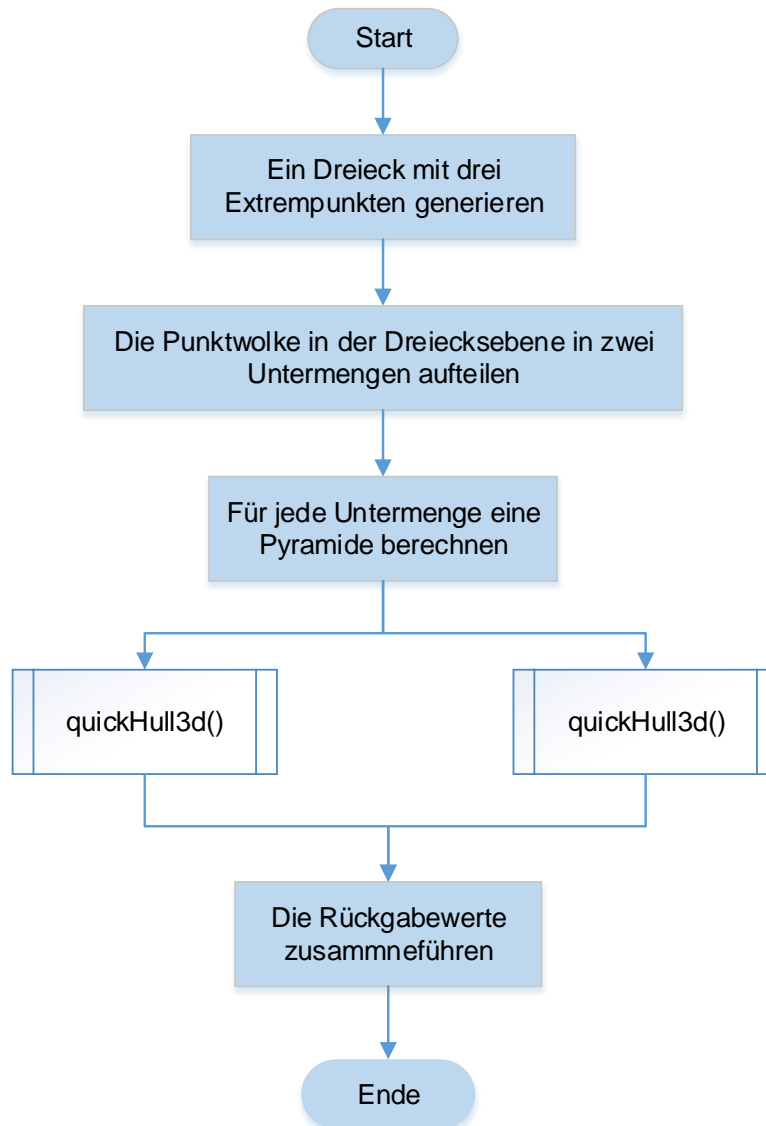 Start
Ein Dreieck mit drei
Extrempunkten generieren
Die Punktwolke in der Dreiecksebene in zwei
Untermengen aufteilen
Für jede Untermenge eine
Pyramide berechnen
quickHull3d()
quickHull3d()
Die Rückgabewerte
zusammneführen
Ende